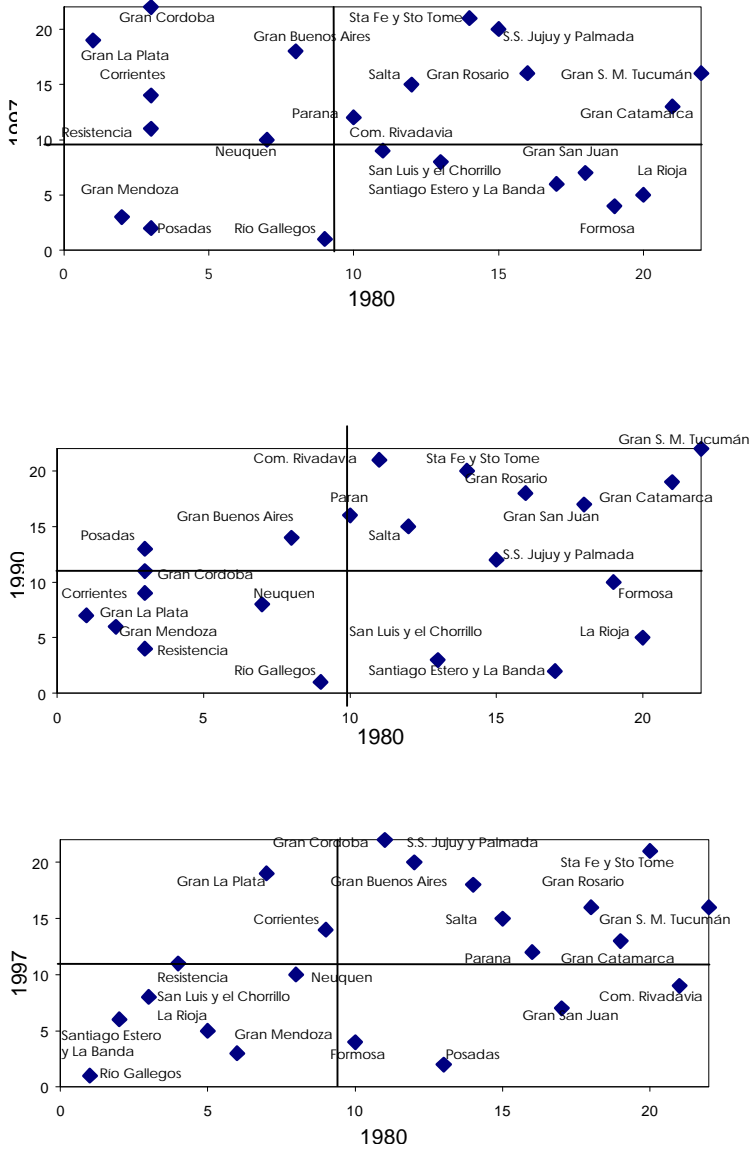 Gran Cordoba
20
Sta Fe y Sto Tome
Gran Buenos Aires
S.S. Jujuy y Palmada
Gran La Plata
Corrientes
Salta
Gran Rosario
Gran S. M. Tucumán
15
Parana
Gran Catamarca
1997
Resistencia
Com. Rivadavia
10
Neuquen
Gran San Juan
San Luis y el Chorrillo
La Rioja
Gran Mendoza
Santiago Estero y La Banda
5
Posadas
Rio Gallegos
Formosa
0
0 5 10 15 20
1980
Gran S. M. Tucumán
20
Com. Rivadavia
Sta Fe y Sto Tome
Gran Rosario
Paran
Gran Catamarca
Gran Buenos Aires
Gran San Juan
15
Posadas
Salta
S.S. Jujuy y Palmada
1990
Gran Cordoba
10
Corrientes
Neuquen
Formosa
Gran La Plata
Gran Mendoza
San Luis y el Chorrillo
La Rioja
5
Resistencia
Rio Gallegos
Santiago Estero y La Banda
0
0 5 10 15 20
1980
Gran Cordoba
S.S. Jujuy y Palmada
20
Sta Fe y Sto Tome
Gran La Plata
Gran Buenos Aires
Gran Rosario
Corrientes
Salta
Gran S. M. Tucumán
15
Parana
Gran Catamarca
1997
Resistencia
Neuquen
10
San Luis y el Chorrillo
Com. Rivadavia
La Rioja
Gran San Juan
Santiago Estero
y La Banda
Gran Mendoza
5
Formosa
Posadas
Rio Gallegos
0
0 5 10 15 20
1980